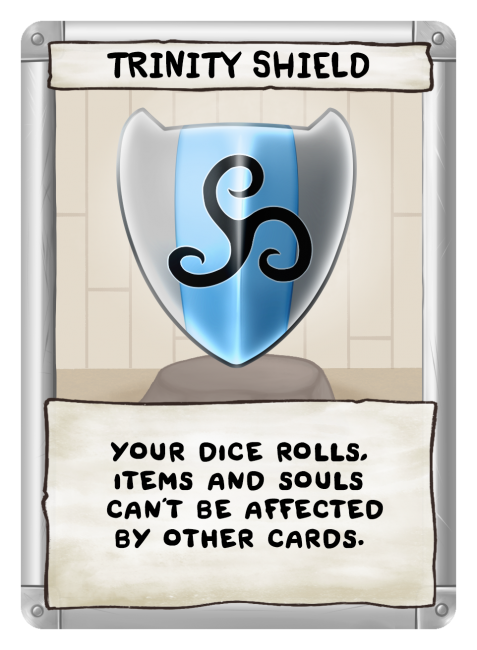 TRINITY SHIELD
YOUR DICE ROLLS,
ITEMS AND SOULS
CAN'T BE AFFECTED
BY OTHER CARDS.